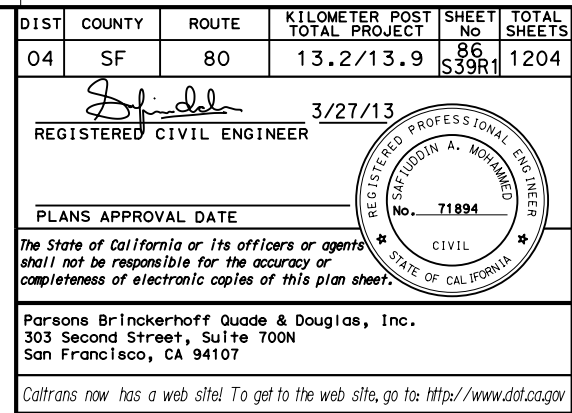 DIST COUNTY ROUTE KILOMETER POST TOTAL PROJECT SHEET No TOTAL SHEETS
04 SF 80 13.2/13.9 86 S39R1 1204
3/27/13
REGISTERED CIVIL ENGINEER
PLANS APPROVAL DATE
REGISTERED PROFESSIONAL ENGINEER
SAFIUDDIN A. MOHAMMED
No. 71894
CIVIL
STATE OF CALIFORNIA
The State of California or its officers or agents
shall not be responsible for the accuracy or
completeness of electronic copies of this plan sheet.
Parsons Brinckerhoff Quade & Douglas, Inc.
303 Second Street, Suite 700N
San Francisco, CA 94107
Caltrans now has a web site! To get to the web site, go to: http://www.dot.ca.gov